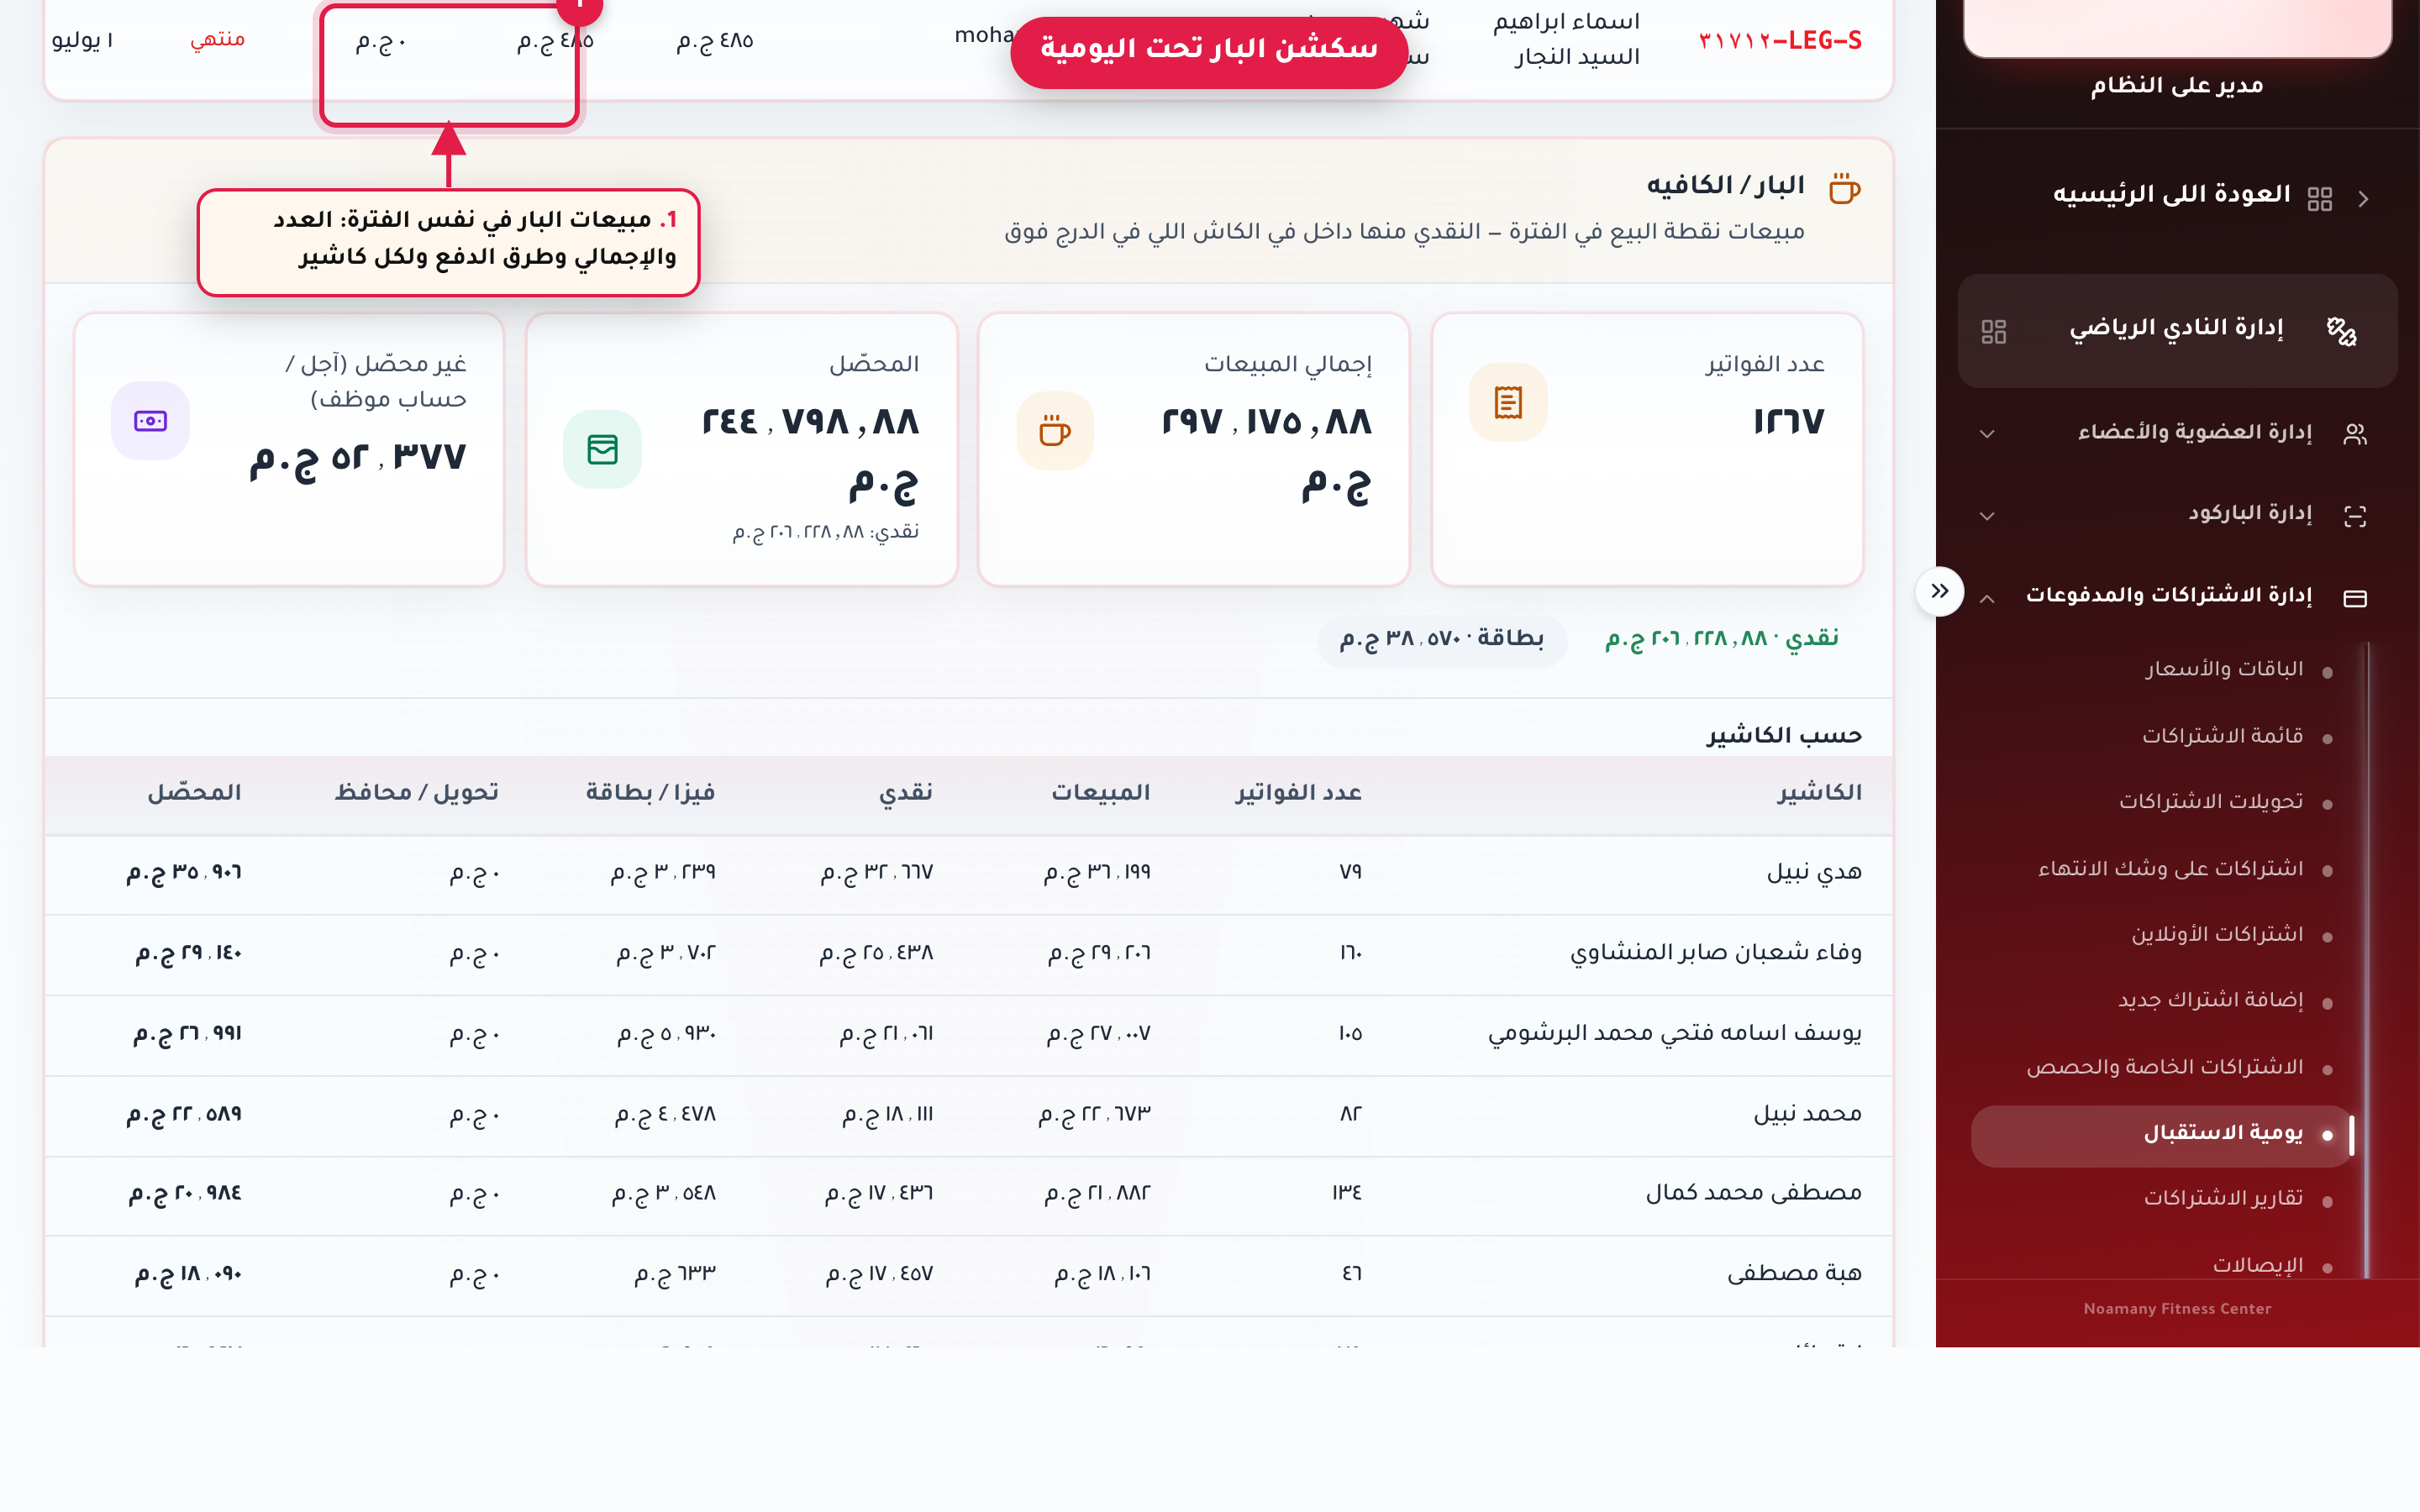 مدير على النظام
العودة اللى الرئيسيه
إدارة النادي الرياضي
إدارة العضوية والأعضاء
إدارة الباركود
إدارة الاشتراكات والمدفوعات
الباقات والأسعار
قائمة الاشتراكات
تحويلات الاشتراكات
اشتراكات على وشك الانتهاء
اشتراكات الأونلاين
إضافة اشتراك جديد
الاشتراكات الخاصة والحصص
يومية الاستقبال
تقارير الاشتراكات
الإيصالات
Noamany Fitness Center
سكشن البار تحت اليومية
٣١٧١٢-LEG-S
اسماء ابراهيم
السيد النجار
moha
٤٨٥ ج.م
٤٨٥ ج.م
٠ ج.م
منتهي
١ يوليو
البار / الكافيه
مبيعات نقطة البيع في الفترة — النقدي منها داخل في الكاش اللي في الدرج فوق
1. مبيعات البار في نفس الفترة: العدد
والإجمالي وطرق الدفع ولكل كاشير
عدد الفواتير
١٢٦٧
إجمالي المبيعات
٢٩٧,١٧٥,٨٨
ج.م
المحصّل
٢٤٤,٧٩٨,٨٨
ج.م
نقدي: ٢٠٦,٢٢٨,٨٨ ج.م
غير محصّل (آجل /
حساب موظف)
٥٢,٣٧٧ ج.م
نقدي · ٢٠٦,٢٢٨,٨٨ ج.م
بطاقة · ٣٨,٥٧٠ ج.م
حسب الكاشير
الكاشير عدد الفواتير المبيعات نقدي فيزا / بطاقة تحويل / محافظ المحصّل
هدي نبيل ٧٩ ٣٦,١٩٩ ج.م ٣٢,٦٦٧ ج.م ٣,٢٣٩ ج.م ٠ ج.م ٣٥,٩٠٦ ج.م
وفاء شعبان صابر المنشاوي ١٦٠ ٢٩,٢٠٦ ج.م ٢٥,٤٣٨ ج.م ٣,٧٠٢ ج.م ٠ ج.م ٢٩,١٤٠ ج.م
يوسف اسامه فتحي محمد البرشومي ١٠٥ ٢٧,٠٠٧ ج.م ٢١,٠٦١ ج.م ٥,٩٣٠ ج.م ٠ ج.م ٢٦,٩٩١ ج.م
محمد نبيل ٨٢ ٢٢,٦٧٣ ج.م ١٨,١١١ ج.م ٤,٤٧٨ ج.م ٠ ج.م ٢٢,٥٨٩ ج.م
مصطفى محمد كمال ١٣٤ ٢١,٨٨٢ ج.م ١٧,٤٣٦ ج.م ٣,٥٤٨ ج.م ٠ ج.م ٢٠,٩٨٤ ج.م
هبة مصطفى ٤٦ ١٨,١٠٦ ج.م ١٧,٤٥٧ ج.م ٦٣٣ ج.م ٠ ج.م ١٨,٠٩٠ ج.م